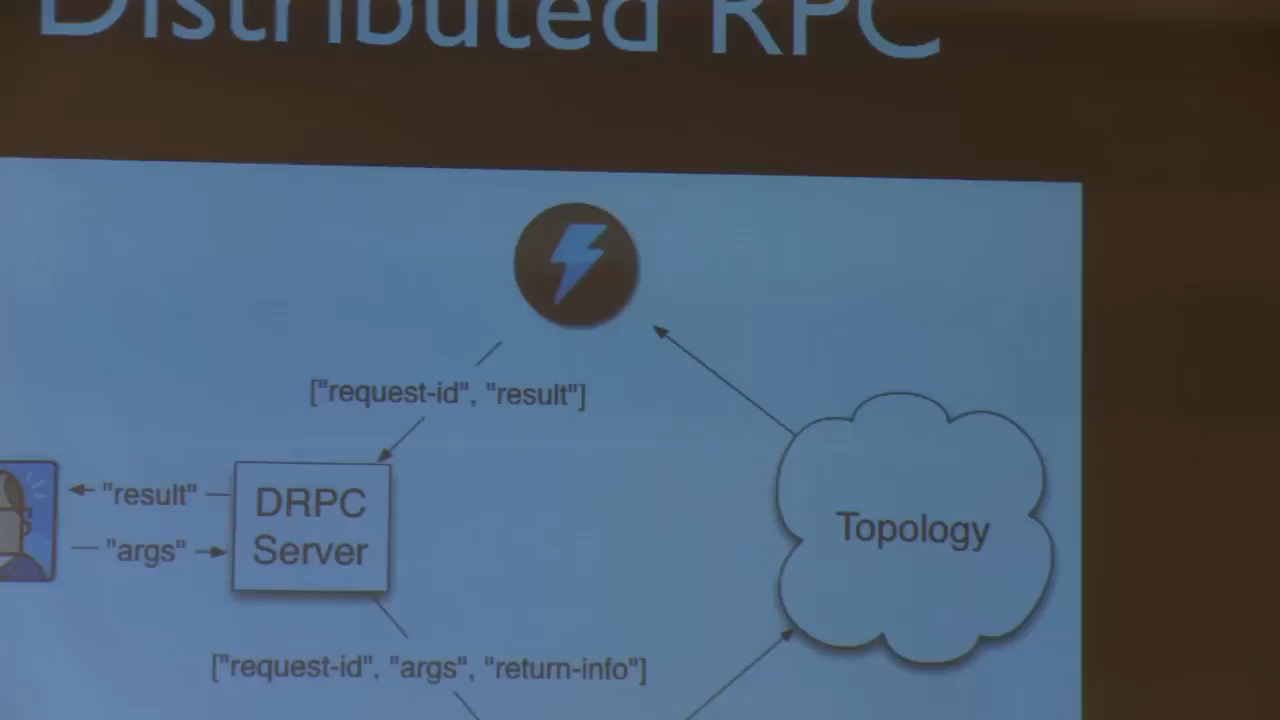 Distributed RPC
["request-id", "result"]
"result"
"args"
DRPC
Server
Topology
["request-id", "args", "return-info"]